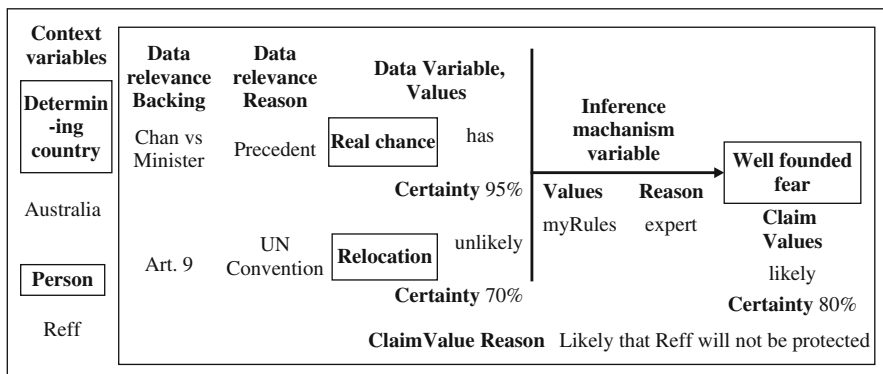 Context
variables
Determin
-ing
country
Australia
Person
Reff
Data
relevance
Backing
Data
relevance
Reason
Data Variable,
Values
Chan vs
Minister
Precedent
Real chance
has
Certainty 95%
Art. 9
UN
Convention
Relocation
unlikely
Certainty 70%
Inference
machanism
variable
Values
Reason
myRules
expert
Well founded
fear
Claim
Values
likely
Certainty 80%
ClaimValue Reason Likely that Reff will not be protected